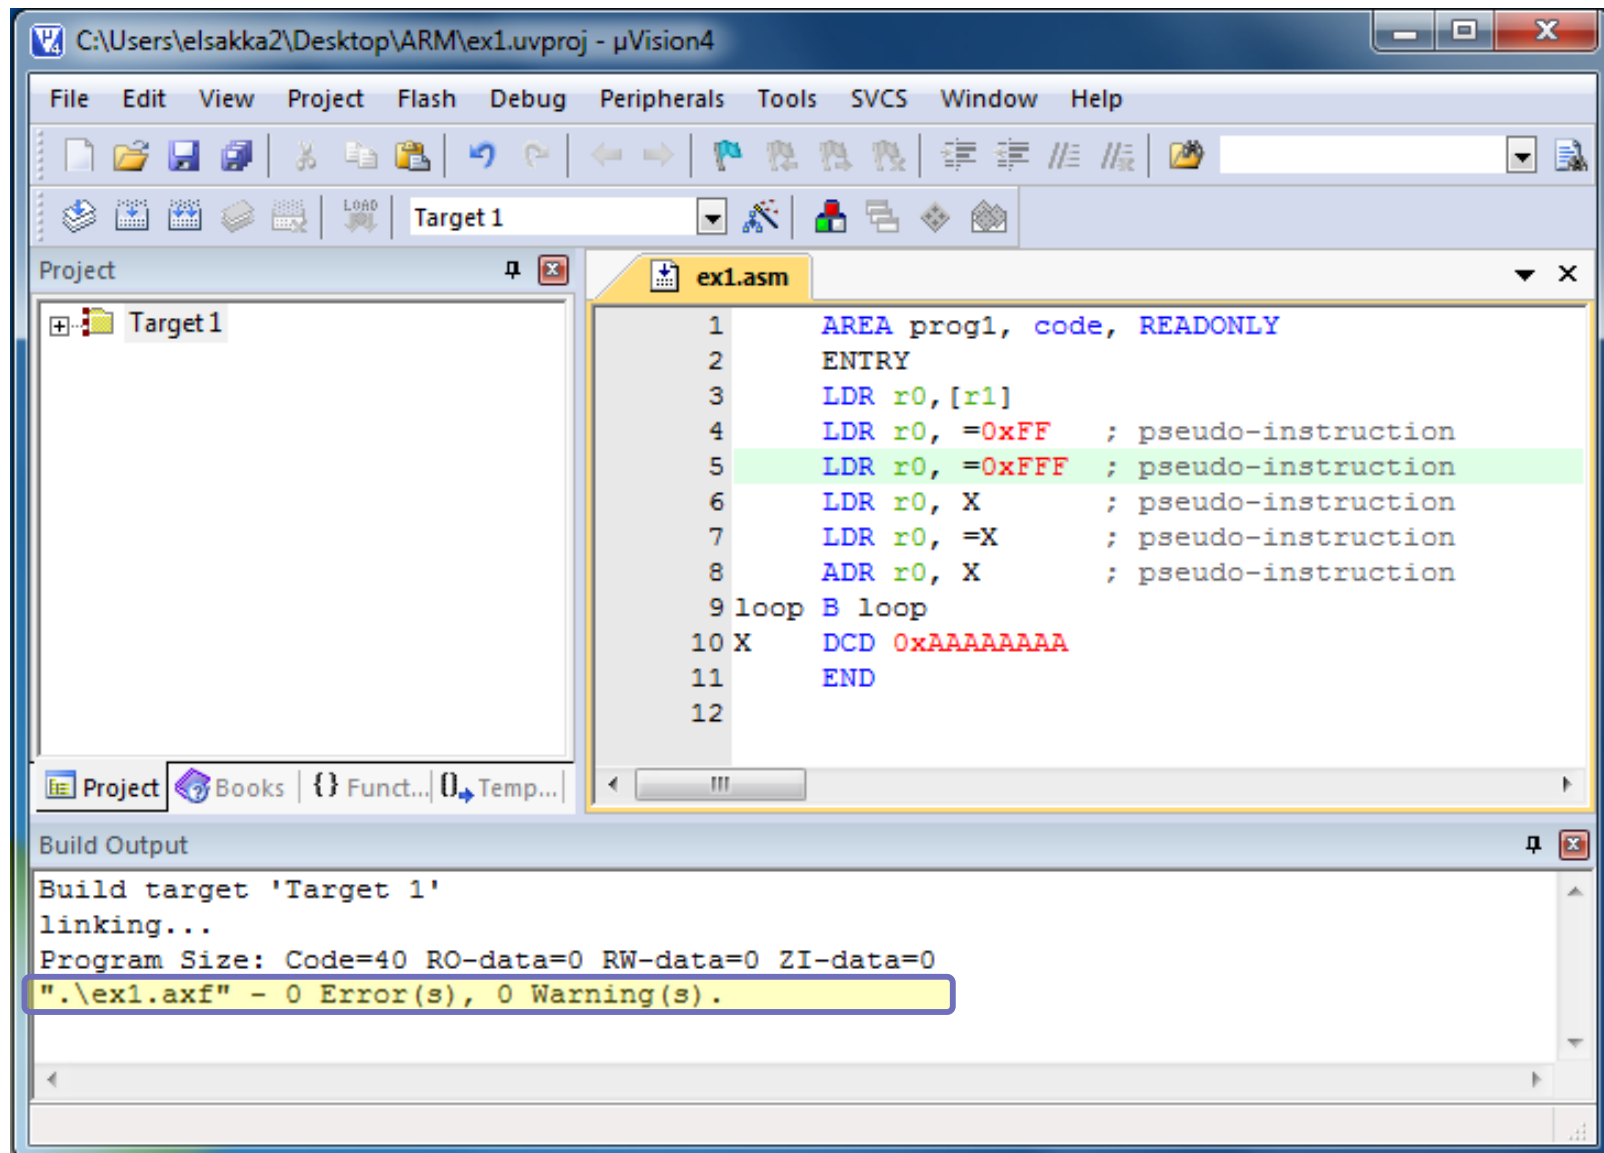 C:\Users\elsakka2\Desktop\ARM\ex1.uvproj - µVision4
File Edit View Project Flash Debug Peripherals Tools SVCS Window Help
LOAD Target 1
Project
Target 1
Project Books {} Funct... Temp...
ex1.asm
1 AREA prog1, code, READONLY
2 ENTRY
3 LDR r0,[r1]
4 LDR r0, =0xFF ; pseudo-instruction
5 LDR r0, =0xFFF ; pseudo-instruction
6 LDR r0, X ; pseudo-instruction
7 LDR r0, =X ; pseudo-instruction
8 ADR r0, X ; pseudo-instruction
9 loop B loop
10 X DCD 0xAAAAAAAA
11 END
12
Build Output
Build target 'Target 1'
linking...
Program Size: Code=40 RO-data=0 RW-data=0 ZI-data=0
".\ex1.axf" - 0 Error(s), 0 Warning(s).